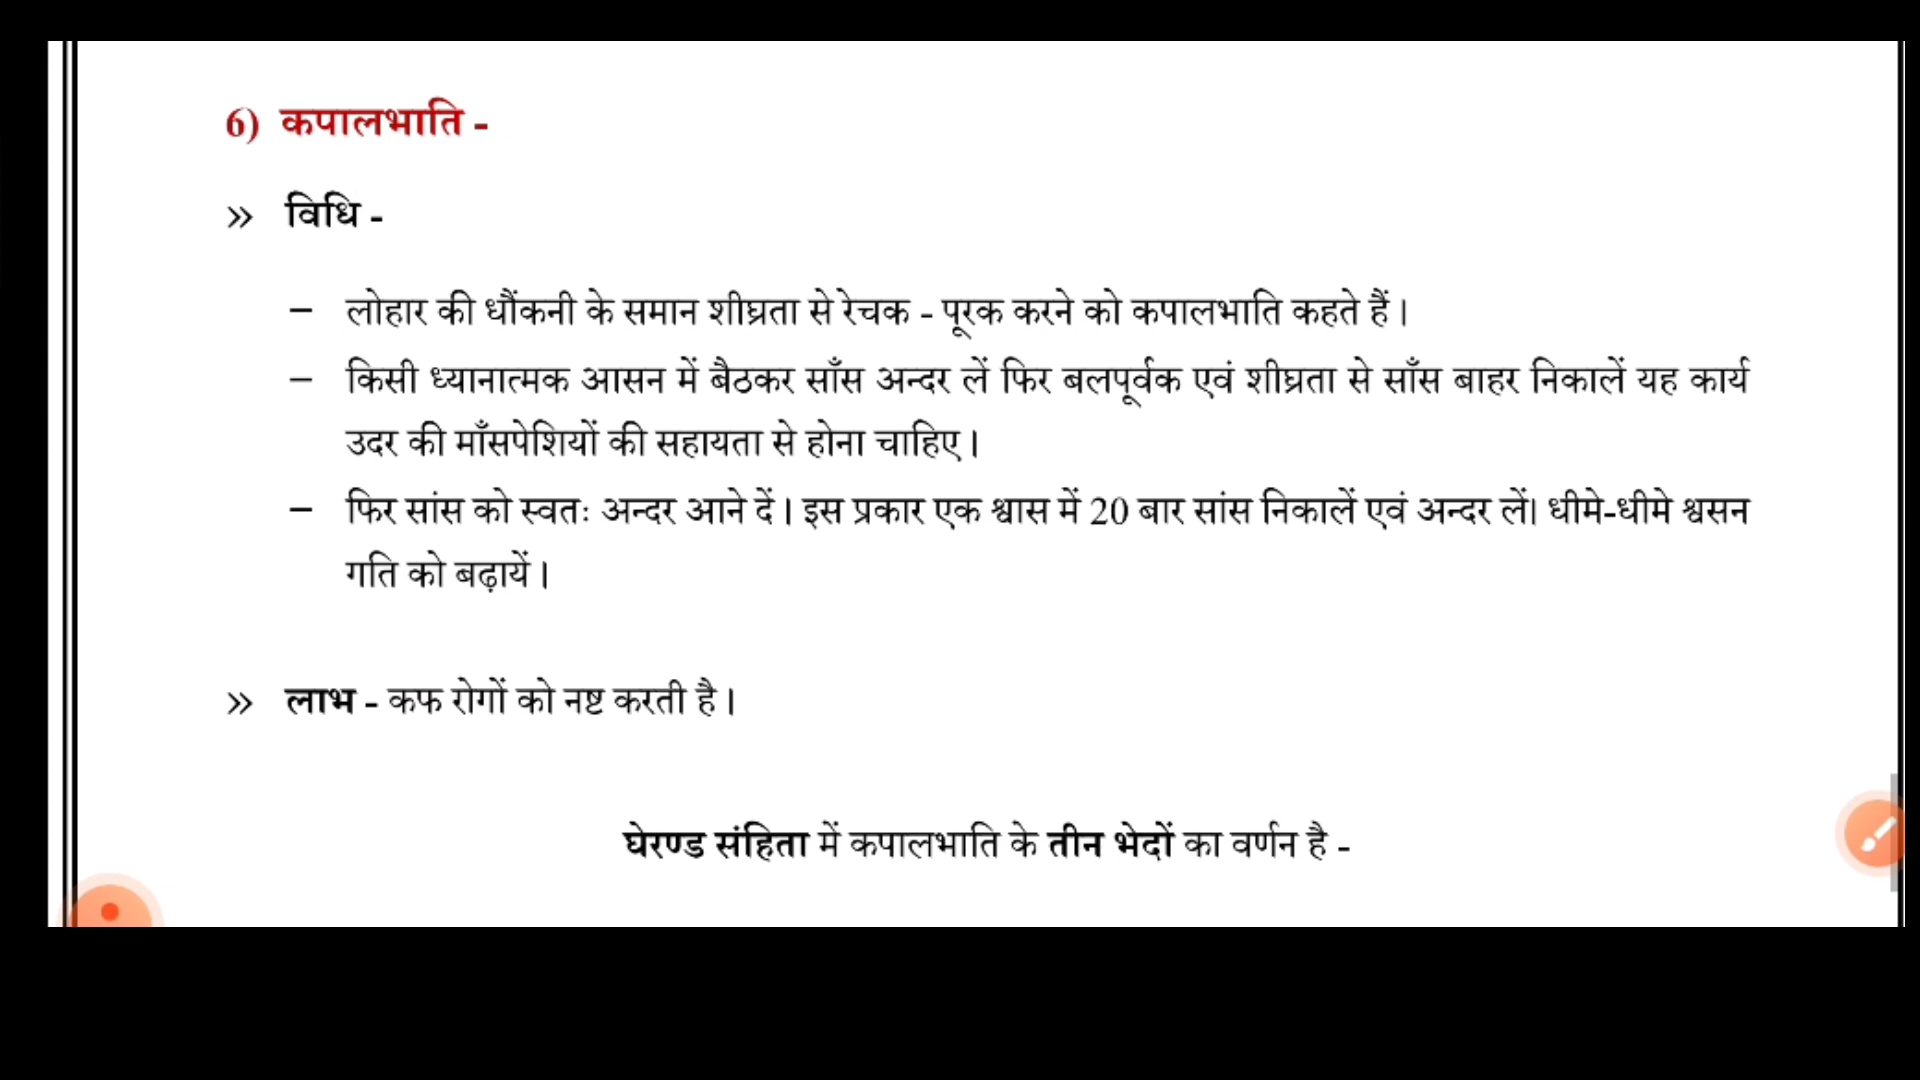 6) कपालभाति -
» विधि -
– लोहार की धौंकनी के समान शीघ्रता से रेचक - पूरक करने को कपालभाति कहते हैं।
– किसी ध्यानात्मक आसन में बैठकर साँस अन्दर लें फिर बलपूर्वक एवं शीघ्रता से साँस बाहर निकालें यह कार्य
उदर की माँसपेशियों की सहायता से होना चाहिए।
– फिर सांस को स्वतः अन्दर आने दें। इस प्रकार एक श्वास में 20 बार सांस निकालें एवं अन्दर लें। धीमे-धीमे श्वसन
गति को बढ़ायें।
» लाभ - कफ रोगों को नष्ट करती है।
घेरण्ड संहिता में कपालभाति के तीन भेदों का वर्णन है -